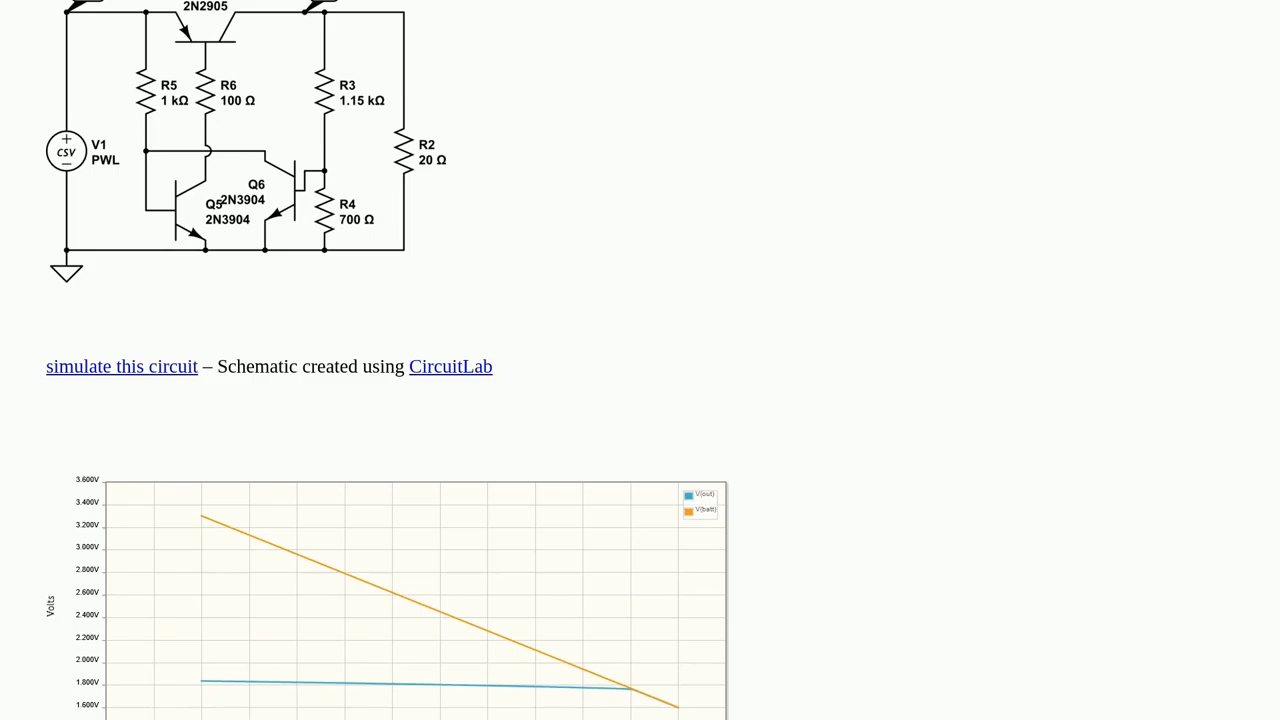 2N2905
R5
1 kΩ
R6
100 Ω
R3
1.15 kΩ
V1
PWL
CSV
R2
20 Ω
Q6
2N3904
Q5
2N3904
R4
700 Ω
simulate this circuit – Schematic created using CircuitLab
3.600V
3.400V
3.200V
3.000V
2.800V
2.600V
2.400V
2.200V
2.000V
1.800V
1.600V
Volts
V(out)
V(batt)